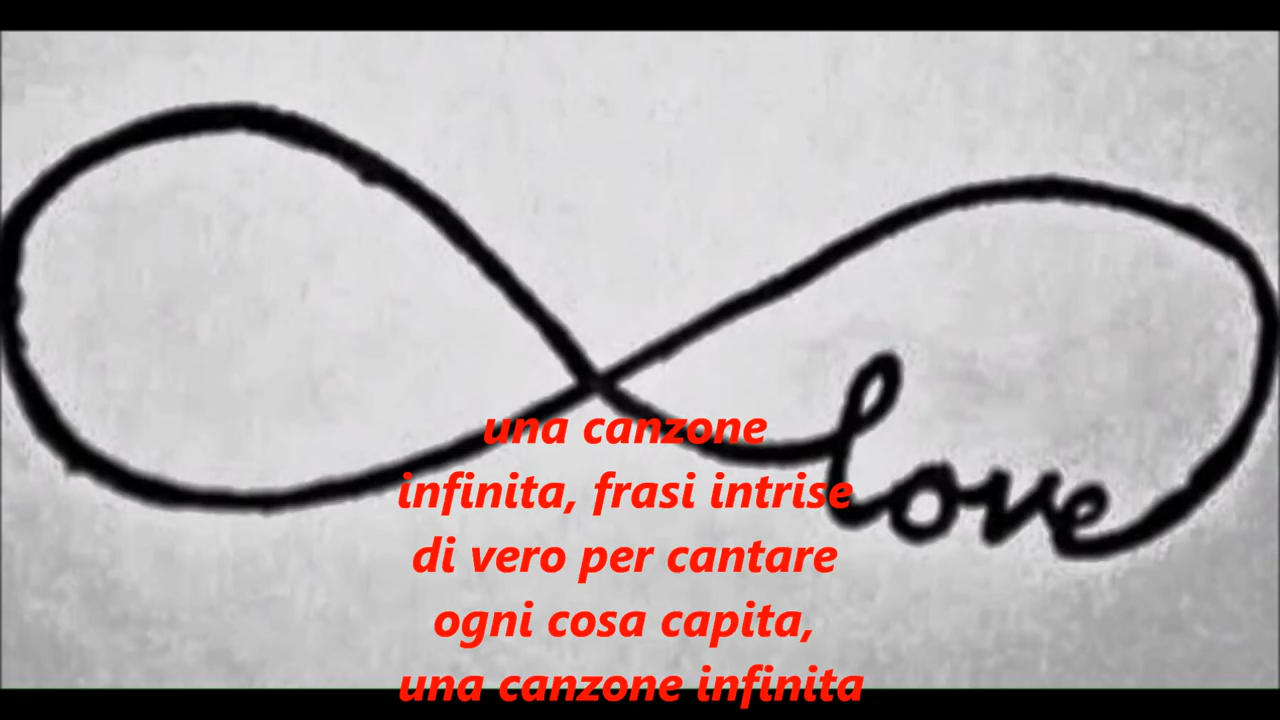 love
una canzone
infinita, frasi intrise
di vero per cantare
ogni cosa capita,
una canzone infinita